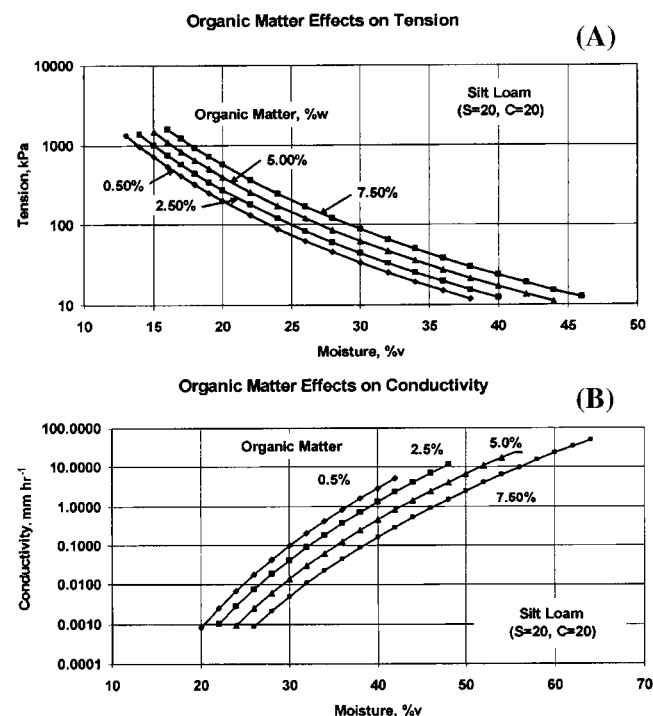 Organic Matter Effects on Tension
(A)
10000
1000
100
10
Tension, kPa
Organic Matter, %w
Silt Loam
(S=20, C=20)
5.00%
0.50%
2.50%
7.50%
10 15 20 25 30 35 40 45 50
Moisture, %v
Organic Matter Effects on Conductivity
(B)
100.0000
10.0000
1.0000
0.1000
0.0100
0.0010
0.0001
Conductivity, mm hr-1
Organic Matter
0.5%
2.5%
5.0%
7.50%
Silt Loam
(S=20, C=20)
10 20 30 40 50 60 70
Moisture, %v